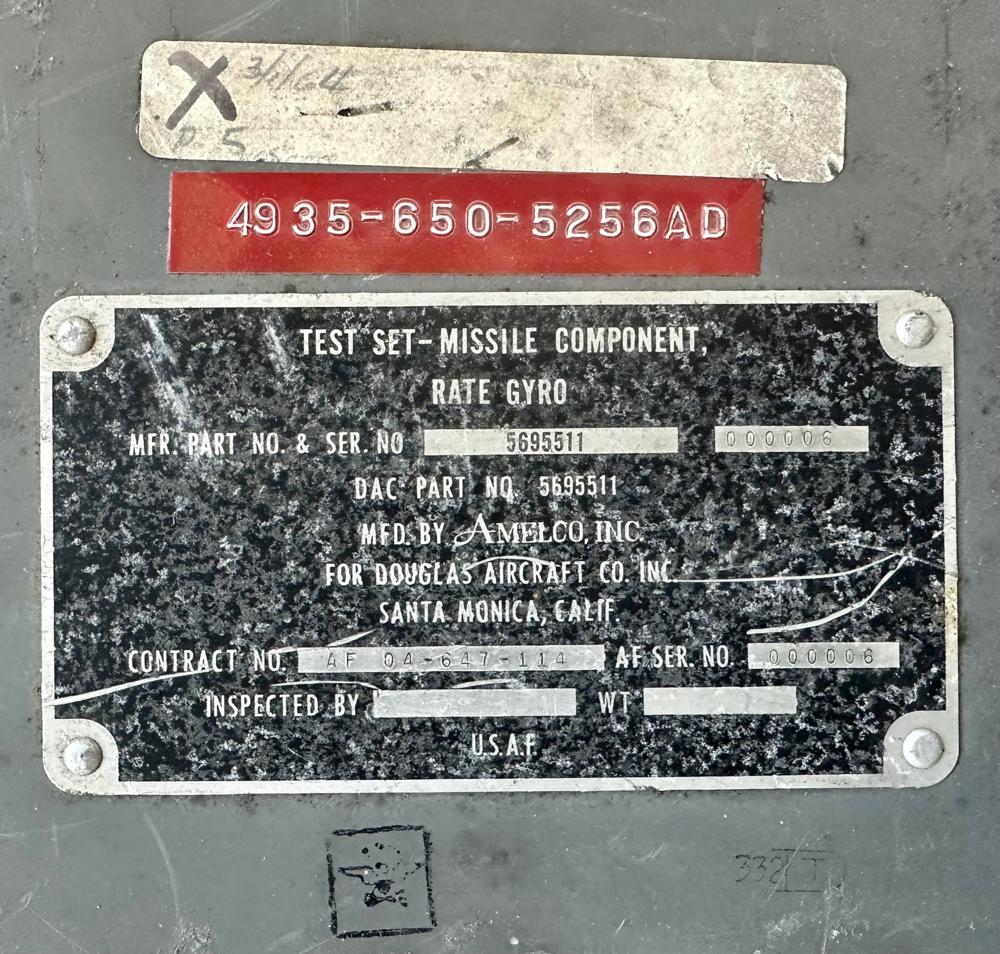 X 3/1/64
4935-650-5256AD
TEST SET-MISSILE COMPONENT,
RATE GYRO
MFR. PART NO. & SER. NO 5695511 000006
DAC PART NO. 5695511
MFD. BY AMELCO, INC.
FOR DOUGLAS AIRCRAFT CO. INC.
SANTA MONICA, CALIF.
CONTRACT NO. AF 04-647-114 AF SER. NO. 000006
INSPECTED BY WT
U.S.A.F.